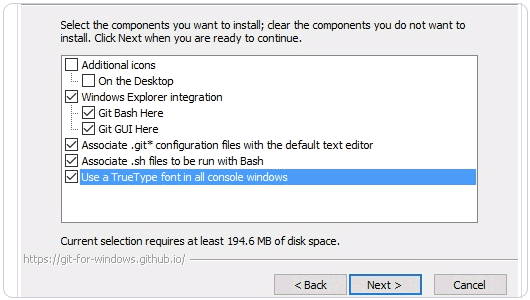 Select the components you want to install; clear the components you do not want to
install. Click Next when you are ready to continue.
Additional icons
On the Desktop
Windows Explorer integration
Git Bash Here
Git GUI Here
Associate .git* configuration files with the default text editor
Associate .sh files to be run with Bash
Use a TrueType font in all console windows
Current selection requires at least 194.6 MB of disk space.
https://git-for-windows.github.io/
< Back
Next >
Cancel